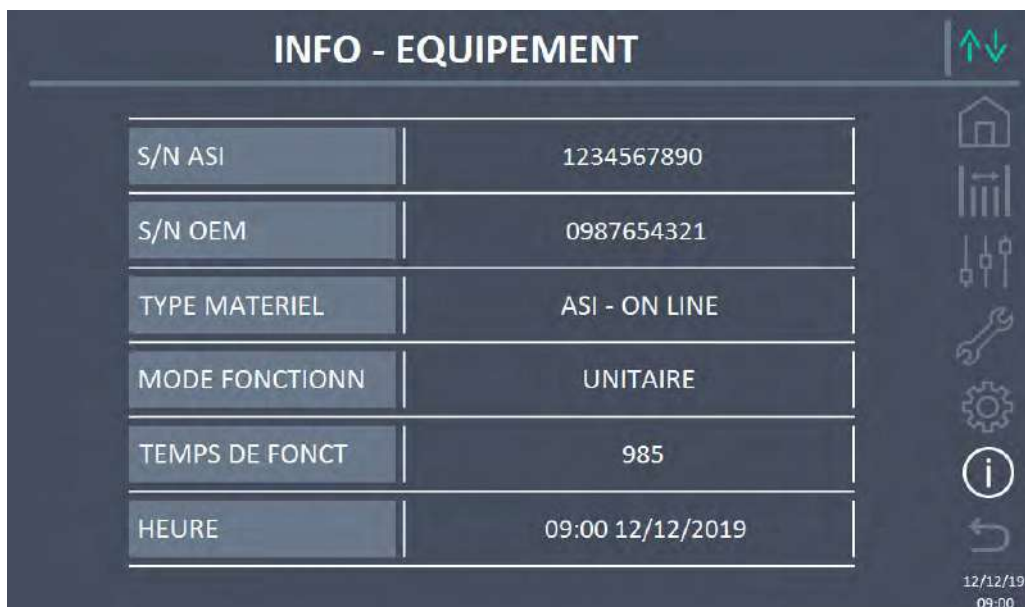 INFO - EQUIPEMENT
S/N ASI 1234567890
S/N OEM 0987654321
TYPE MATERIEL ASI - ON LINE
MODE FONCTIONN UNITAIRE
TEMPS DE FONCT 985
HEURE 09:00 12/12/2019
12/12/19
09:00